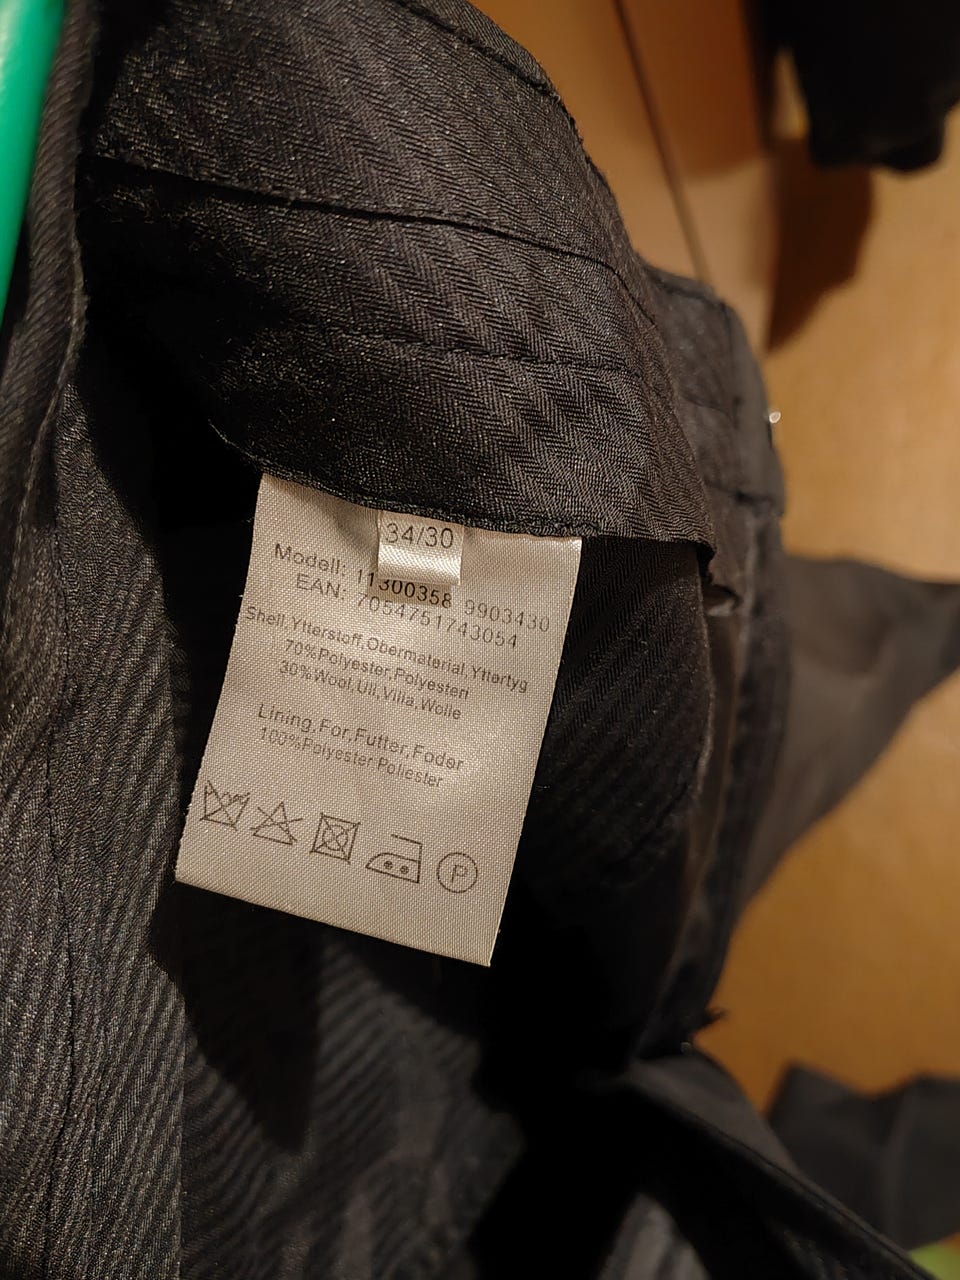 34/30
Modell: 11300358 9903430
EAN: 7054751743054
Shell,Ytterstoff,Obermaterial,Yttertyg
70%Polyester,Polyesteri
30%Wool,Ull,Villa,Wolle
Lining,For,Futter,Foder
100%Polyester Poliester
P